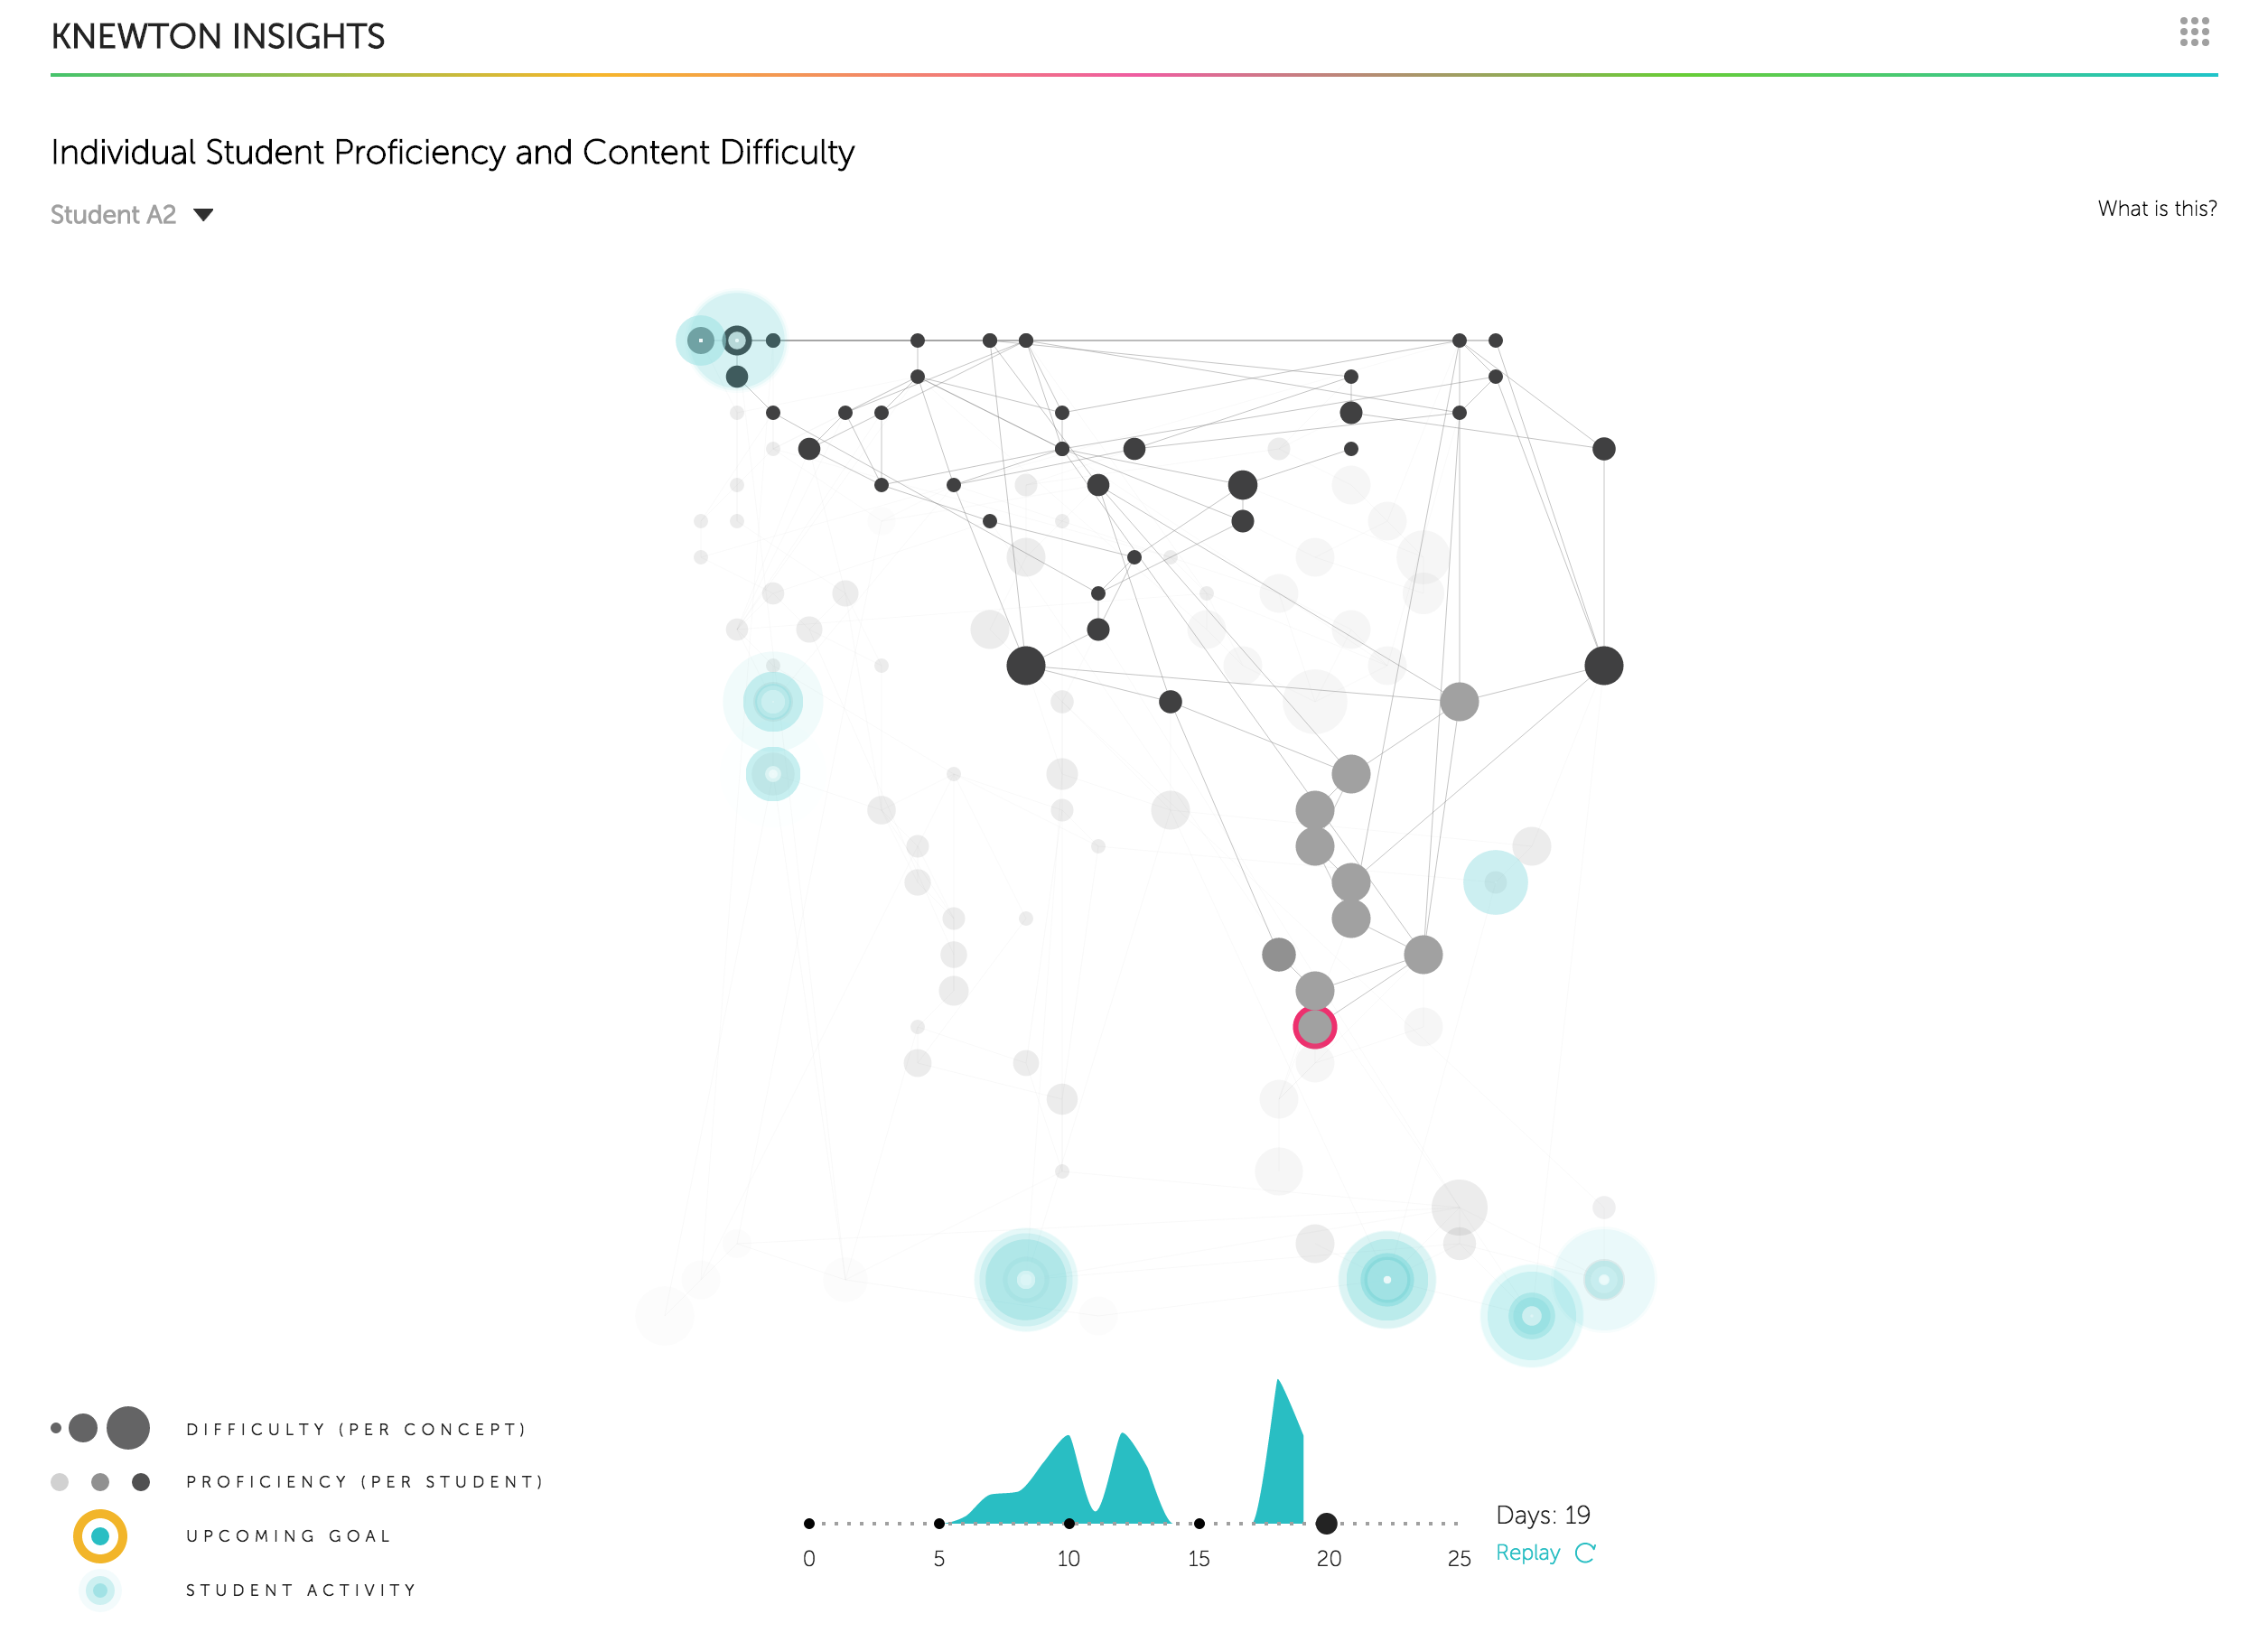 KNEWTON INSIGHTS
Individual Student Proficiency and Content Difficulty
Student A2
What is this?
DIFFICULTY (PER CONCEPT)
PROFICIENCY (PER STUDENT)
UPCOMING GOAL
STUDENT ACTIVITY
0 5 10 15 20 25
Days: 19
Replay